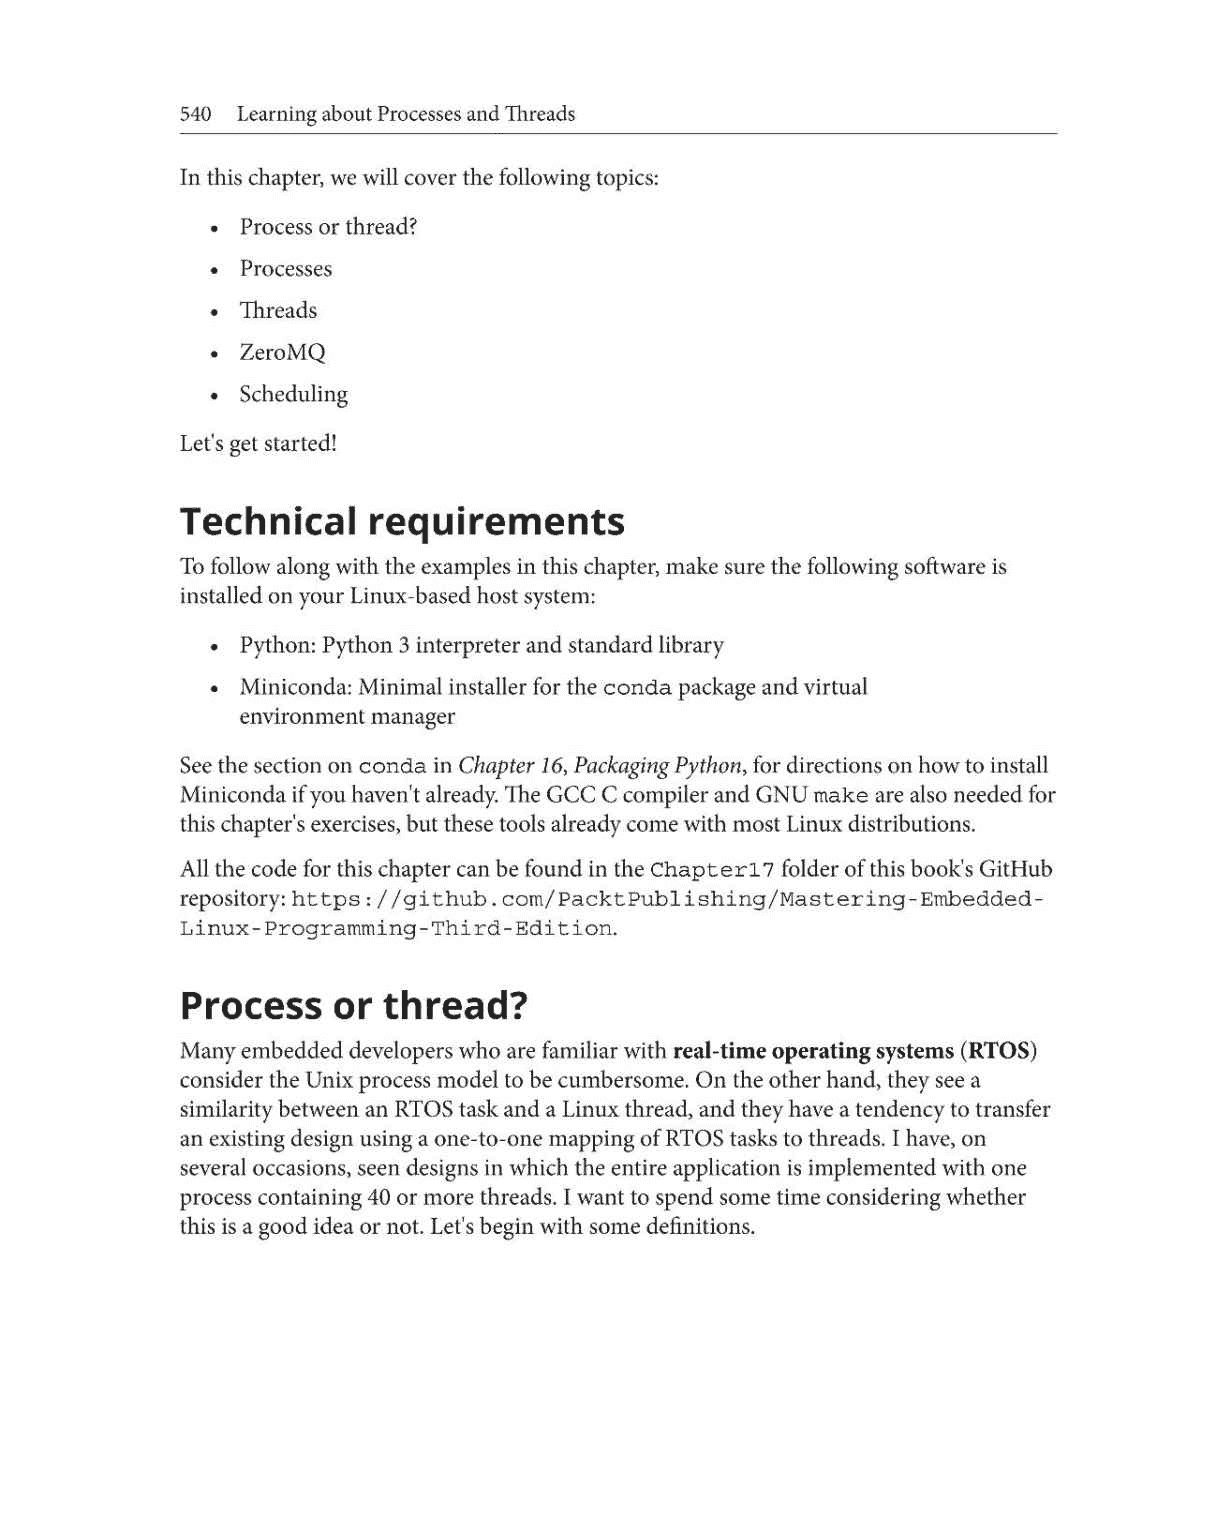 540 Learning about Processes and Threads
In this chapter, we will cover the following topics:
• Process or thread?
• Processes
• Threads
• ZeroMQ
• Scheduling
Let's get started!
Technical requirements
To follow along with the examples in this chapter, make sure the following software is
installed on your Linux-based host system:
• Python: Python 3 interpreter and standard library
• Miniconda: Minimal installer for the conda package and virtual
environment manager
See the section on conda in Chapter 16, Packaging Python, for directions on how to install
Miniconda if you haven't already. The GCC C compiler and GNU make are also needed for
this chapter's exercises, but these tools already come with most Linux distributions.
All the code for this chapter can be found in the Chapter17 folder of this book's GitHub
repository: https://github.com/PacktPublishing/Mastering-Embedded-
Linux-Programming-Third-Edition.
Process or thread?
Many embedded developers who are familiar with real-time operating systems (RTOS)
consider the Unix process model to be cumbersome. On the other hand, they see a
similarity between an RTOS task and a Linux thread, and they have a tendency to transfer
an existing design using a one-to-one mapping of RTOS tasks to threads. I have, on
several occasions, seen designs in which the entire application is implemented with one
process containing 40 or more threads. I want to spend some time considering whether
this is a good idea or not. Let's begin with some definitions.